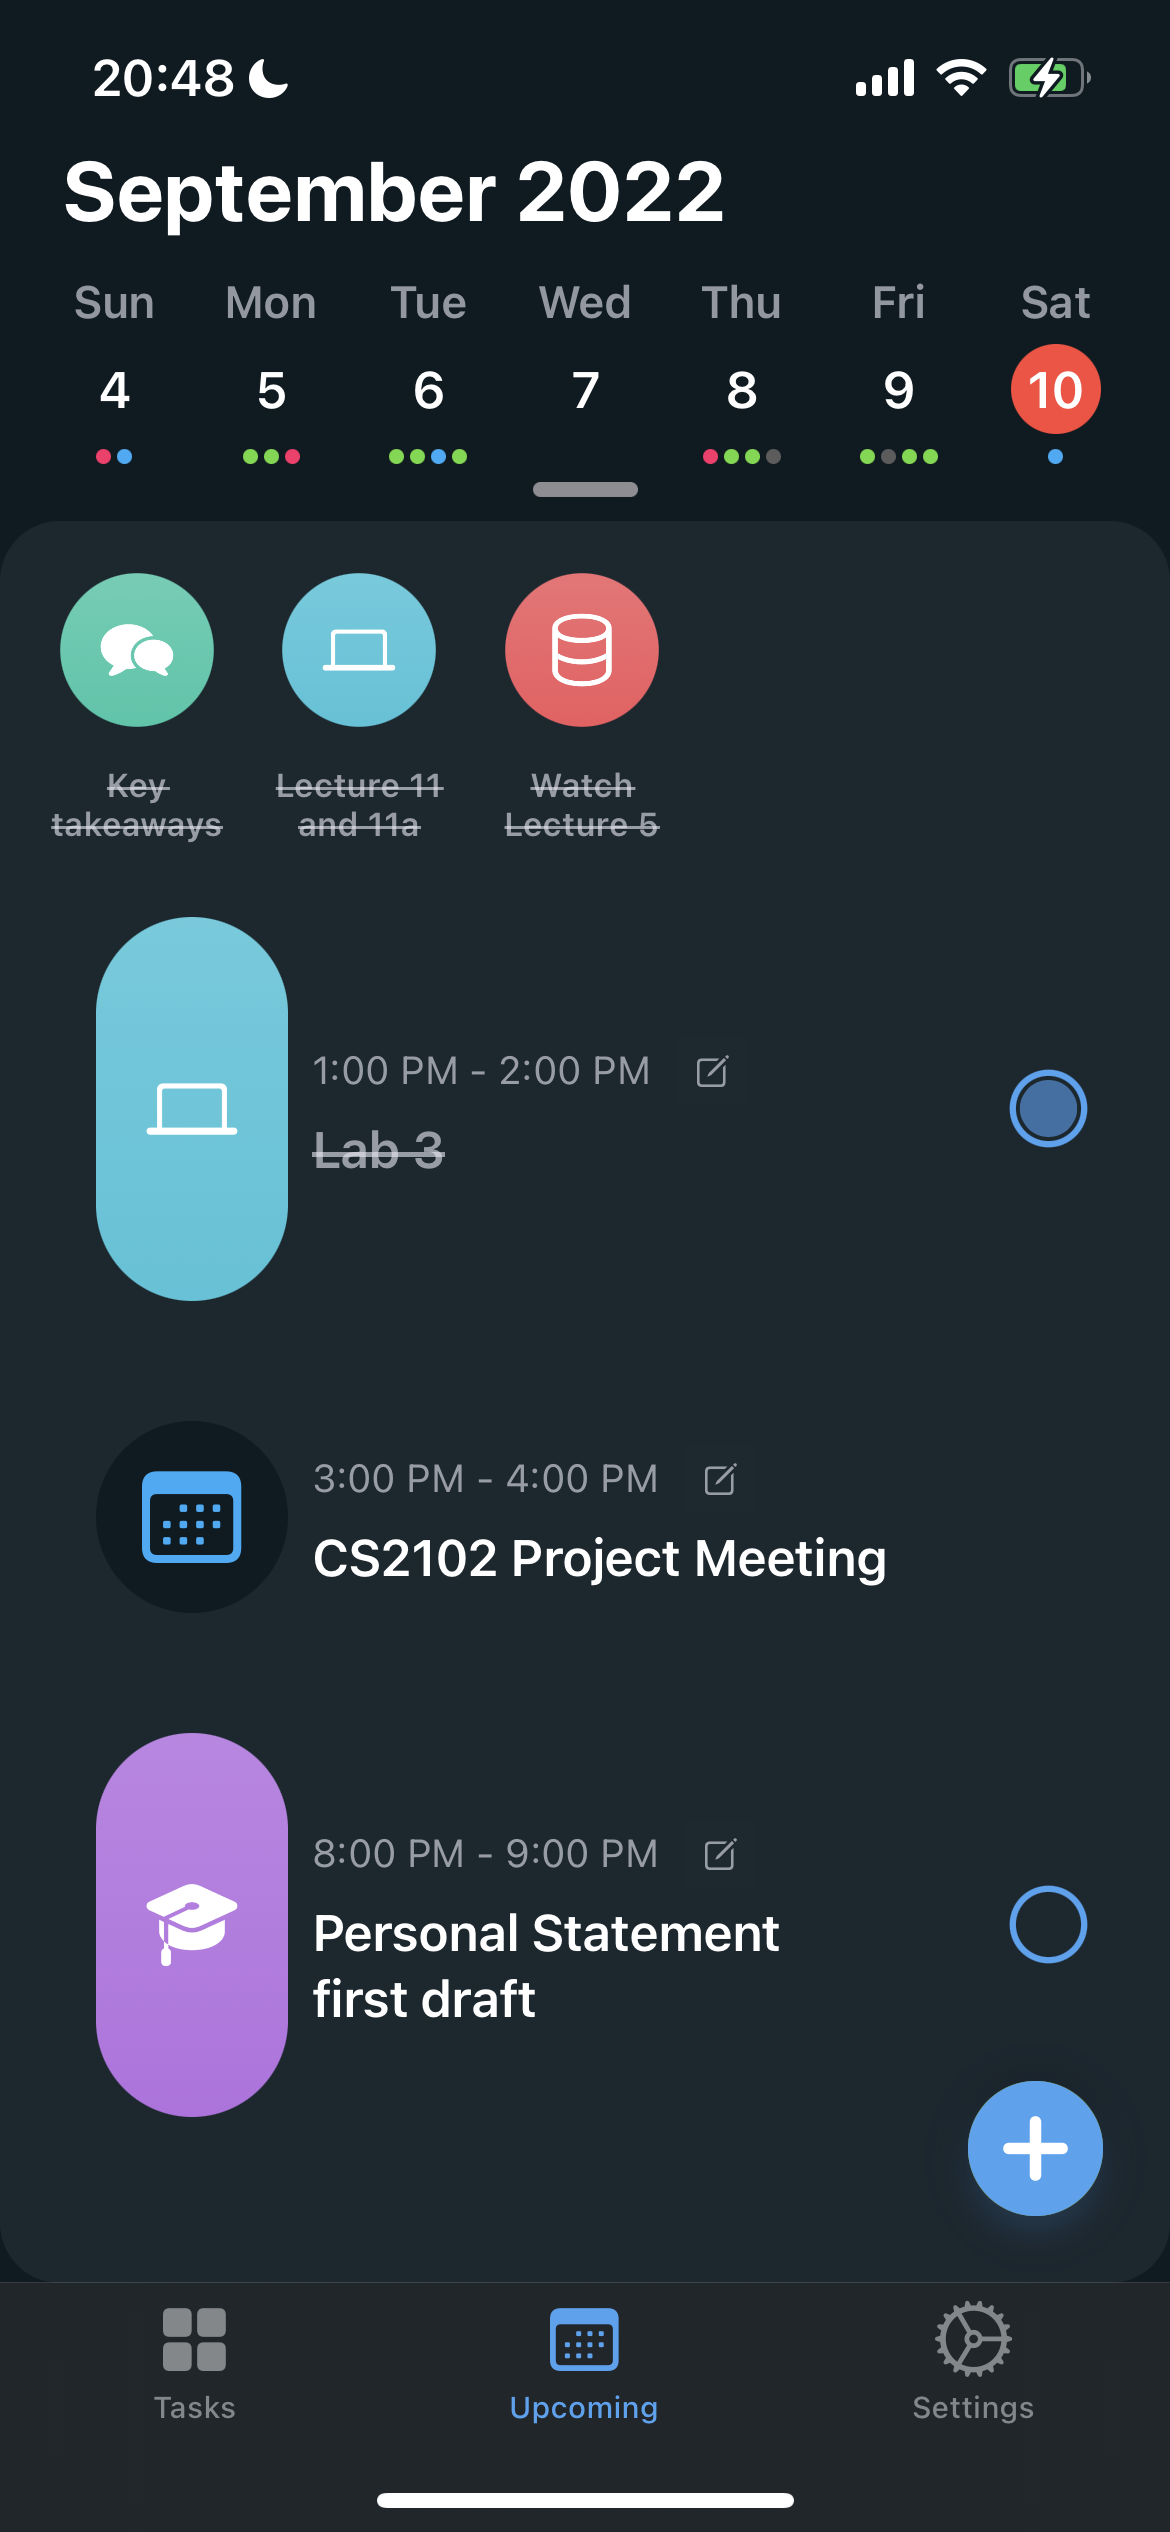 20:48
September 2022
Sun Mon Tue Wed Thu Fri Sat
4 5 6 7 8 9 10
Key
takeaways
Lecture 11
and 11a
Watch
Lecture 5
1:00 PM - 2:00 PM
Lab 3
3:00 PM - 4:00 PM
CS2102 Project Meeting
8:00 PM - 9:00 PM
Personal Statement
first draft
Tasks Upcoming Settings